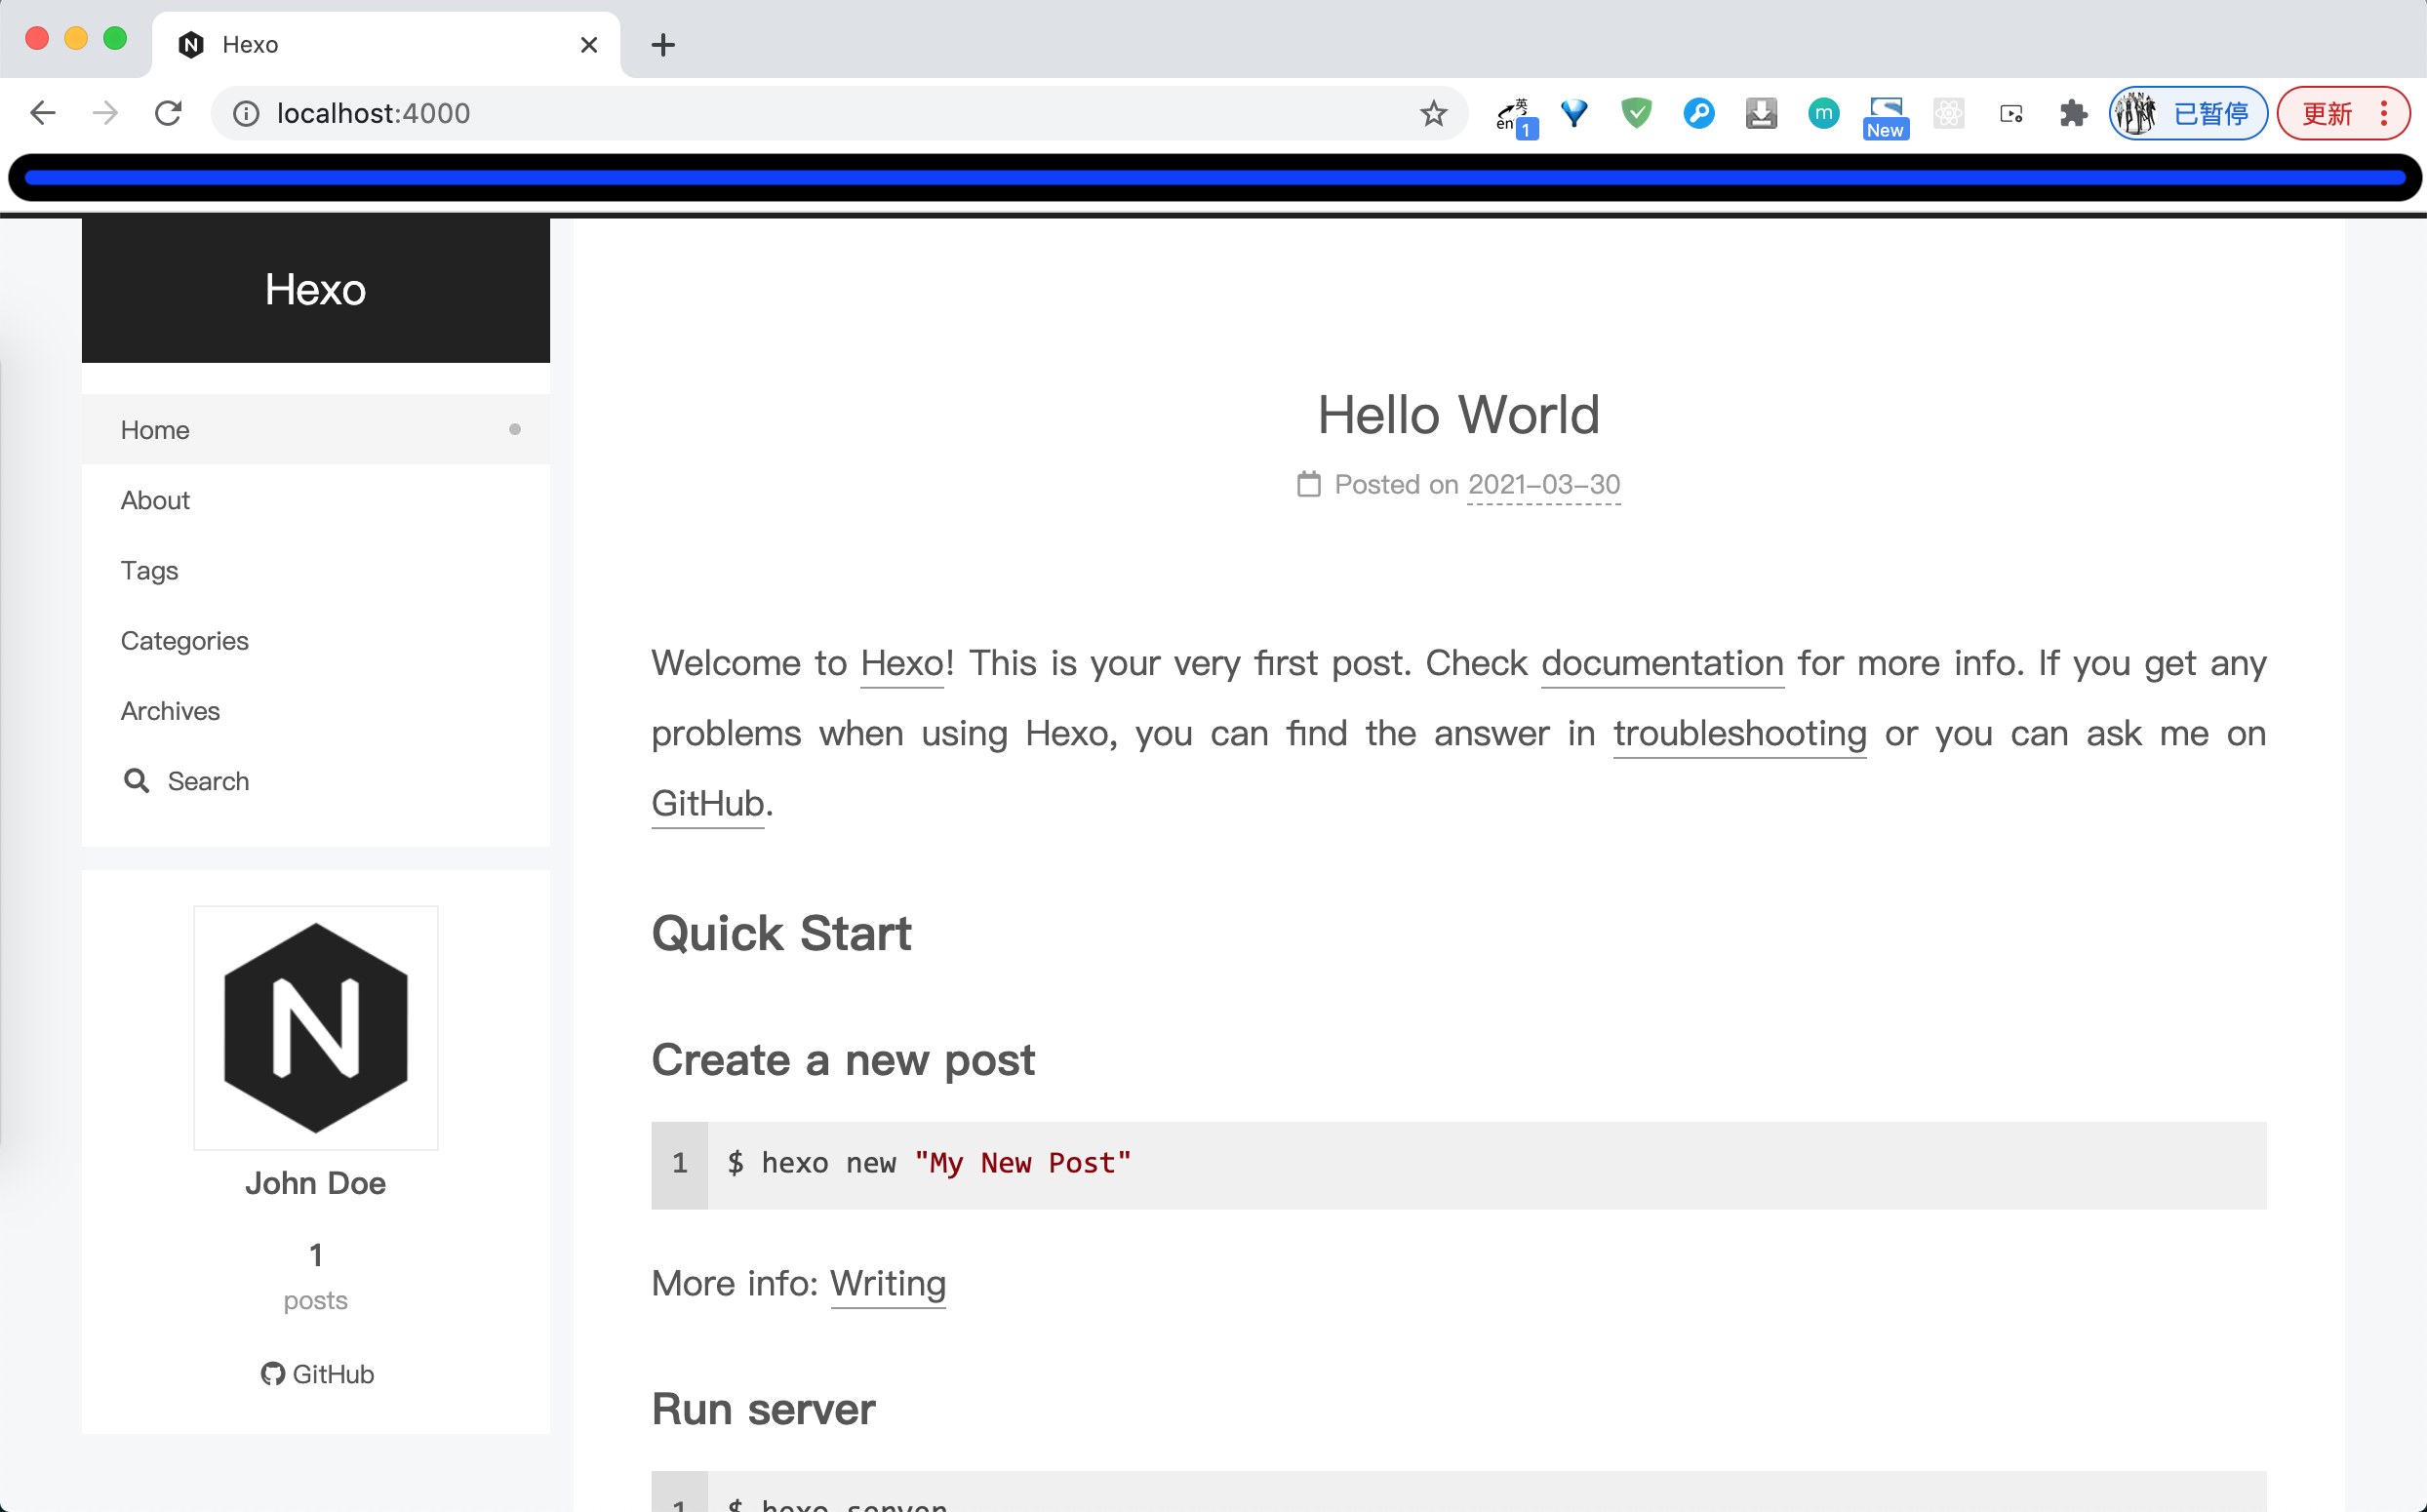 Hexo
localhost:4000
英
en
1
m
New
已暂停
更新
Hexo
Home
About
Tags
Categories
Archives
Search
N
John Doe
1
posts
GitHub
Hello World
Posted on 2021-03-30
Welcome to Hexo! This is your very first post. Check documentation for more info. If you get any
problems when using Hexo, you can find the answer in troubleshooting or you can ask me on
GitHub.
Quick Start
Create a new post
1 $ hexo new "My New Post"
More info: Writing
Run server
1 $ hexo server